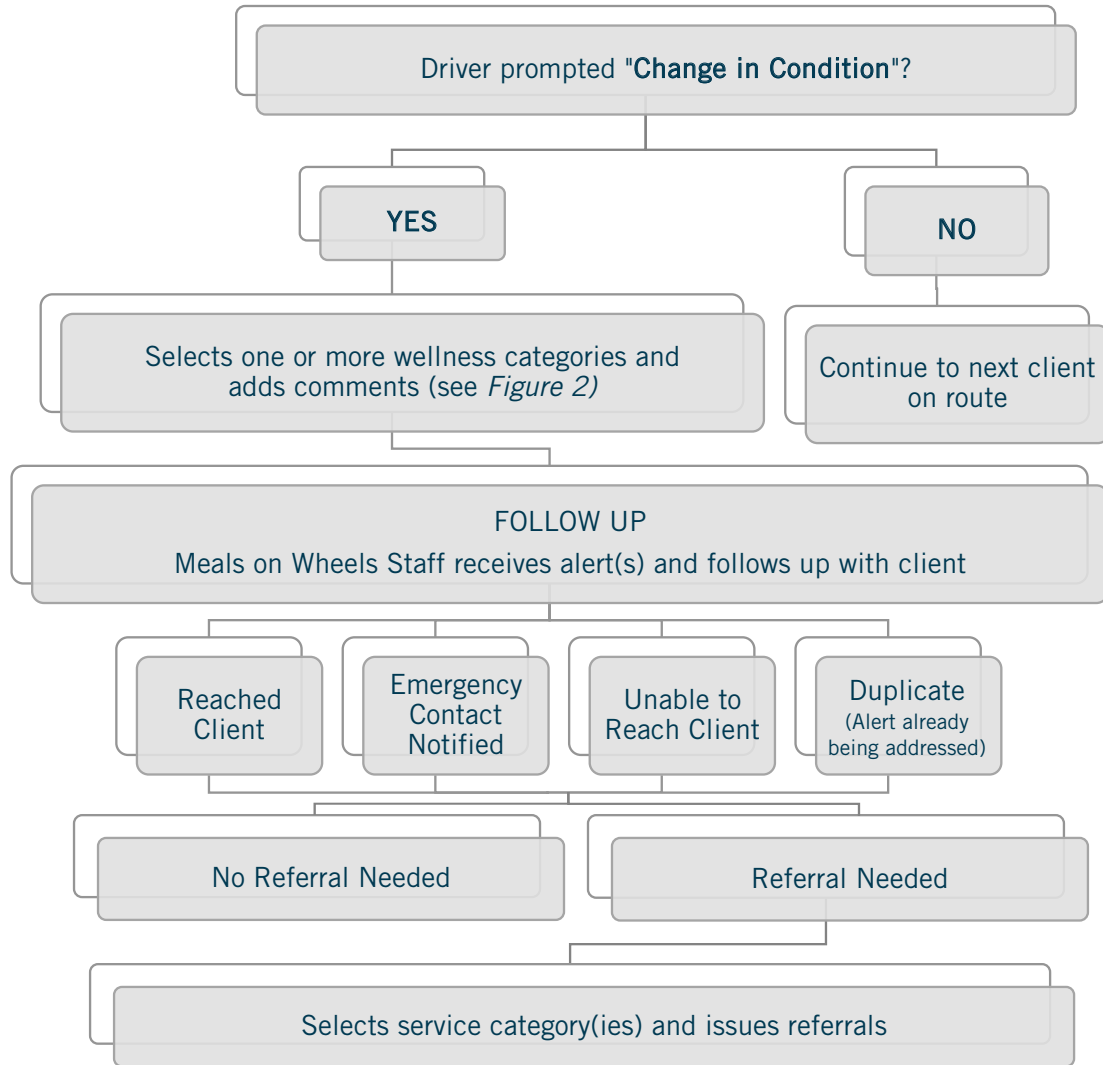 Driver prompted "Change in Condition"?
YES
NO
Selects one or more wellness categories and
adds comments (see Figure 2)
Continue to next client
on route
FOLLOW UP
Meals on Wheels Staff receives alert(s) and follows up with client
Reached
Client
Emergency
Contact
Notified
Unable to
Reach Client
Duplicate
(Alert already
being addressed)
No Referral Needed
Referral Needed
Selects service category(ies) and issues referrals